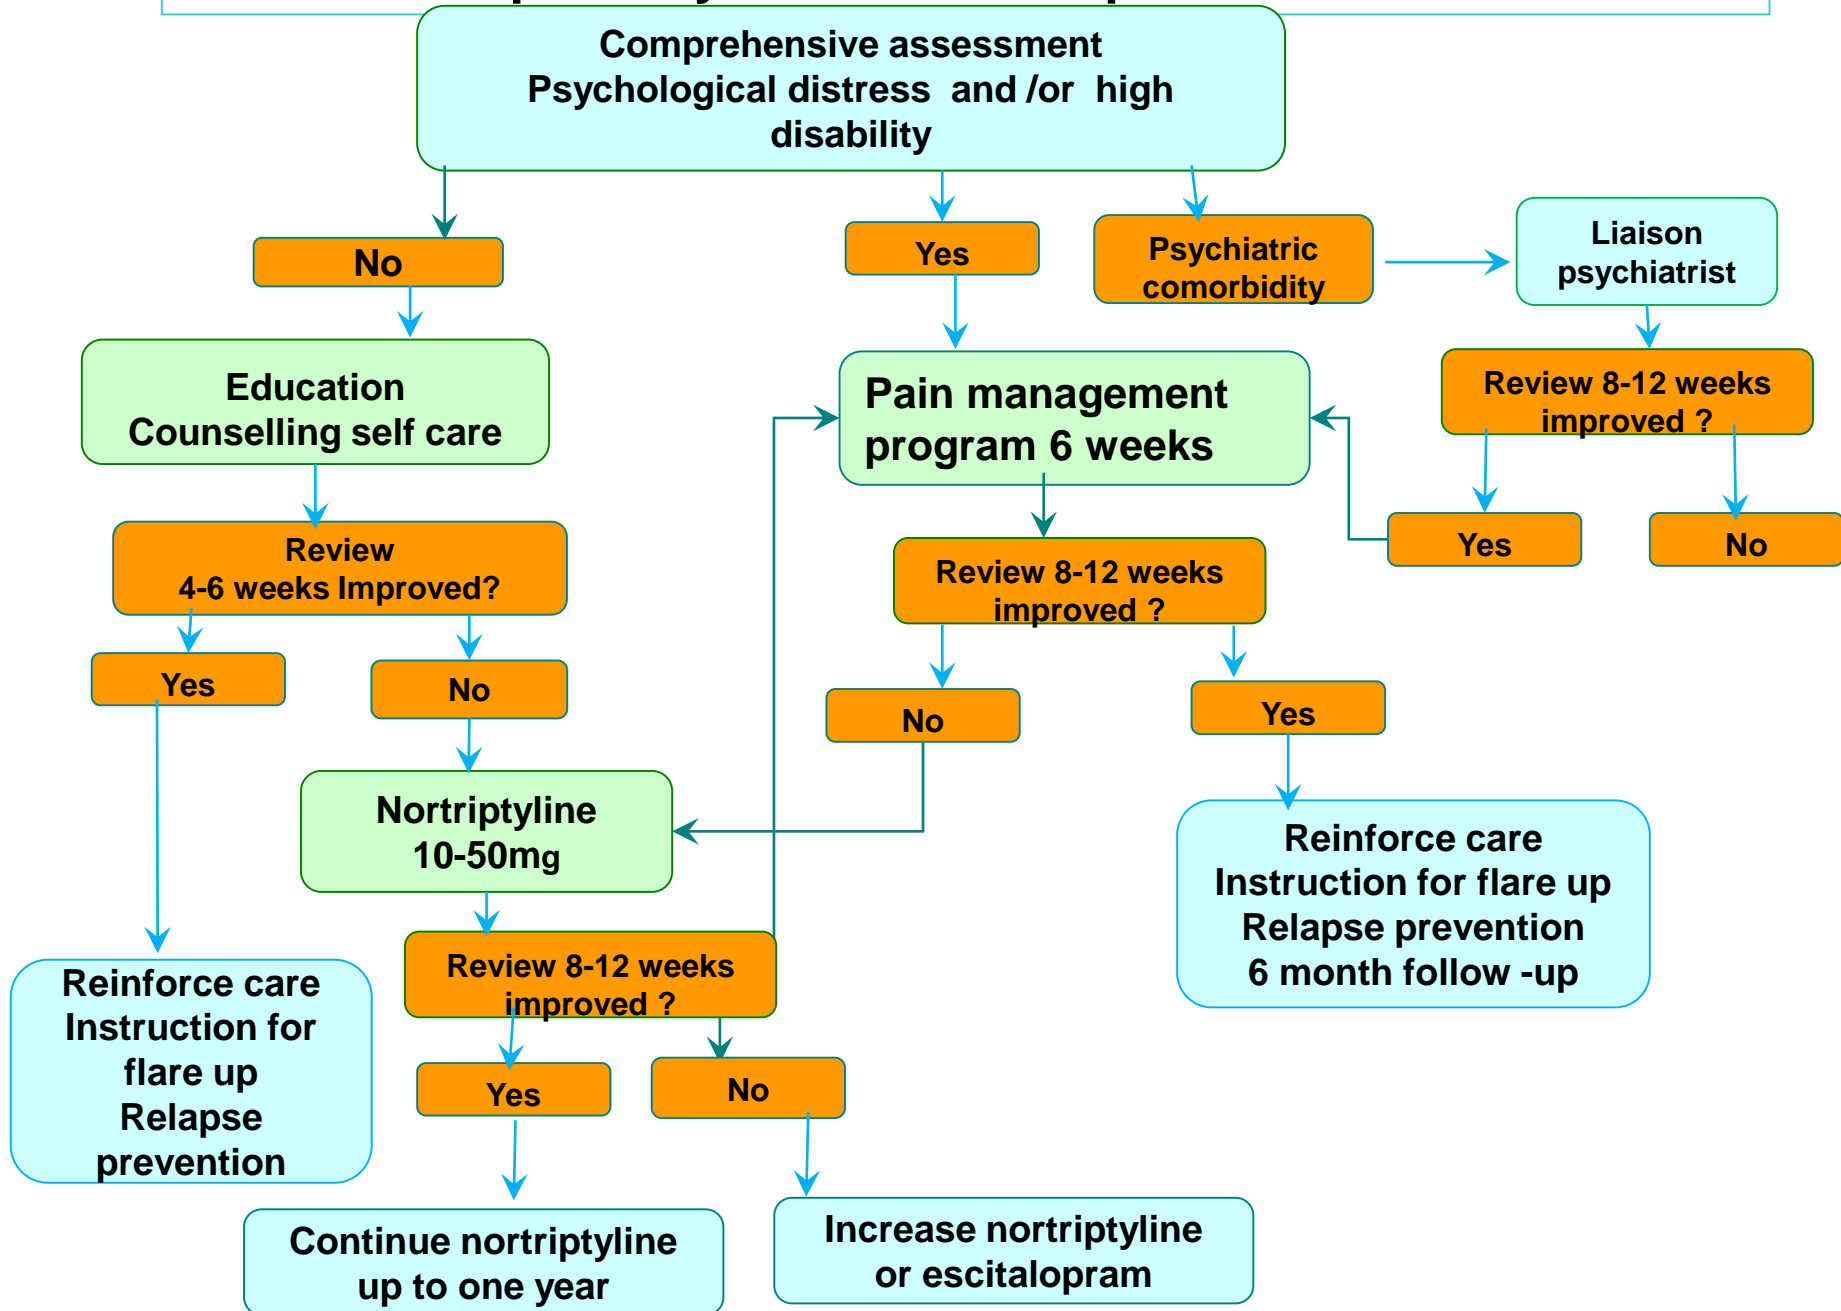 Comprehensive assessment
Psychological distress and /or high
disability
No
Yes
Psychiatric
comorbidity
Liaison
psychiatrist
Education
Counselling self care
Pain management
program 6 weeks
Review 8-12 weeks
improved ?
Yes
No
Review
4-6 weeks Improved?
Review 8-12 weeks
improved ?
Yes
No
No
Yes
Nortriptyline
10-50mg
Reinforce care
Instruction for flare up
Relapse prevention
6 month follow -up
Reinforce care
Instruction for
flare up
Relapse
prevention
Review 8-12 weeks
improved ?
Yes
No
Continue nortriptyline
up to one year
Increase nortriptyline
or escitalopram